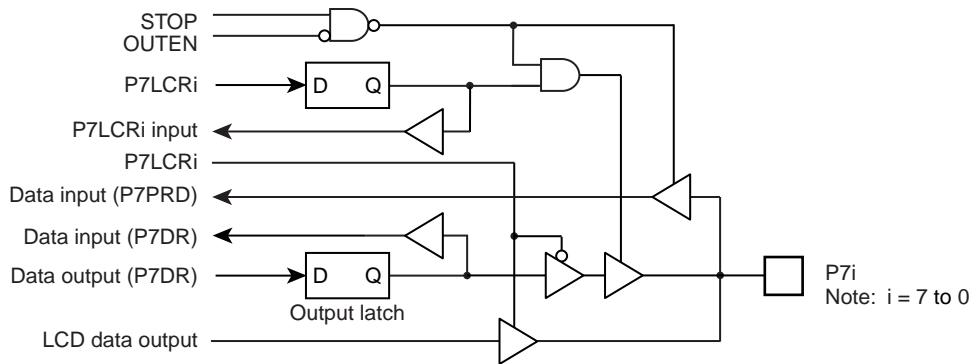 STOP
OUTEN
P7LCRi
D Q
P7LCRi input
P7LCRi
Data input (P7PRD)
Data input (P7DR)
Data output (P7DR)
D Q
Output latch
P7i
Note: i = 7 to 0
LCD data output